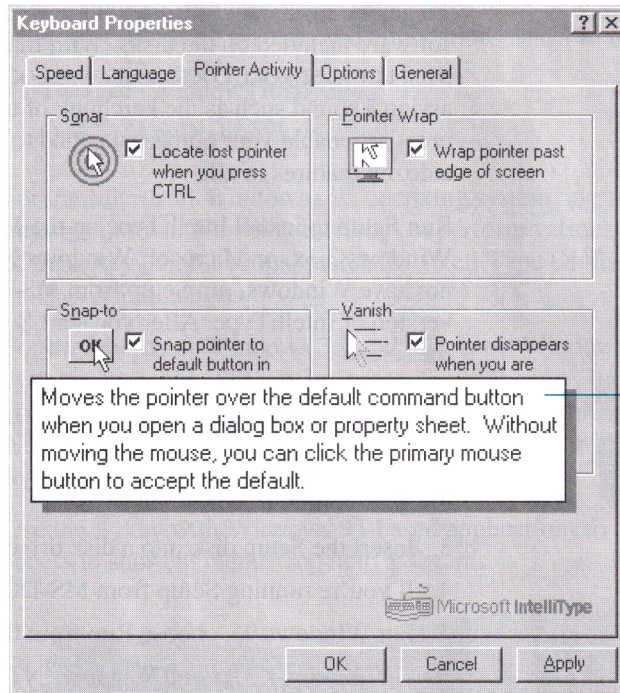 Keyboard Properties
Speed Language Pointer Activity Options General
Sonar
Locate lost pointer
when you press
CTRL
Pointer Wrap
Wrap pointer past
edge of screen
Snap-to
OK
Snap pointer to
default button in
Vanish
Pointer disappears
when you are
Moves the pointer over the default command button
when you open a dialog box or property sheet. Without
moving the mouse, you can click the primary mouse
button to accept the default.
Microsoft IntelliType
OK Cancel Apply